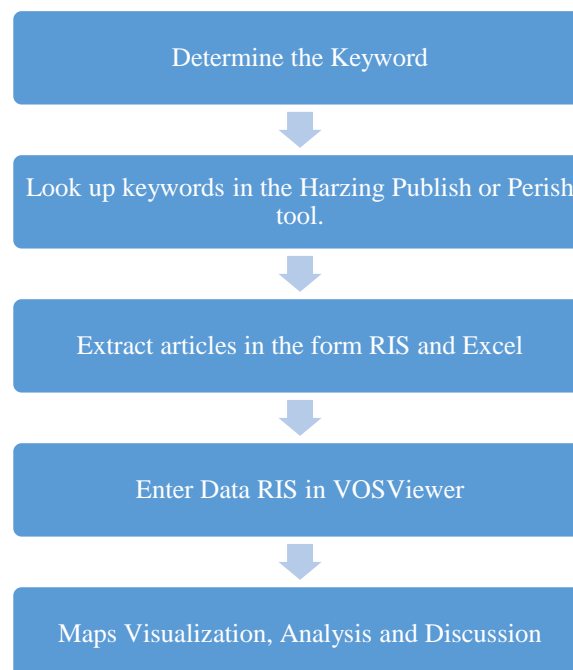 Determine the Keyword
Look up keywords in the Harzing Publish or Perish
tool.
Extract articles in the form RIS and Excel
Enter Data RIS in VOSViewer
Maps Visualization, Analysis and Discussion